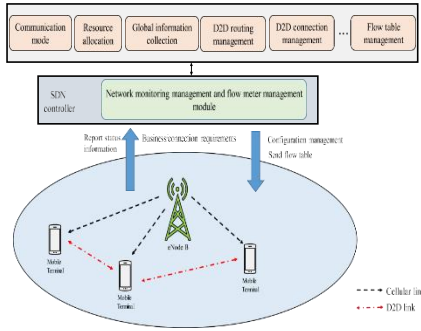 Communication
mode
Resource
allocation
Global information
collection
D2D routing
management
D2D connection
management
...
Flow table
management
SDN
controller
Network monitoring management and flow meter management
module
Report status
information
Business connection requirements
Configuration management
Send flow table
eNode B
Mobile
Terminal
Mobile
Terminal
Mobile
Terminal
Cellular lin
D2D link